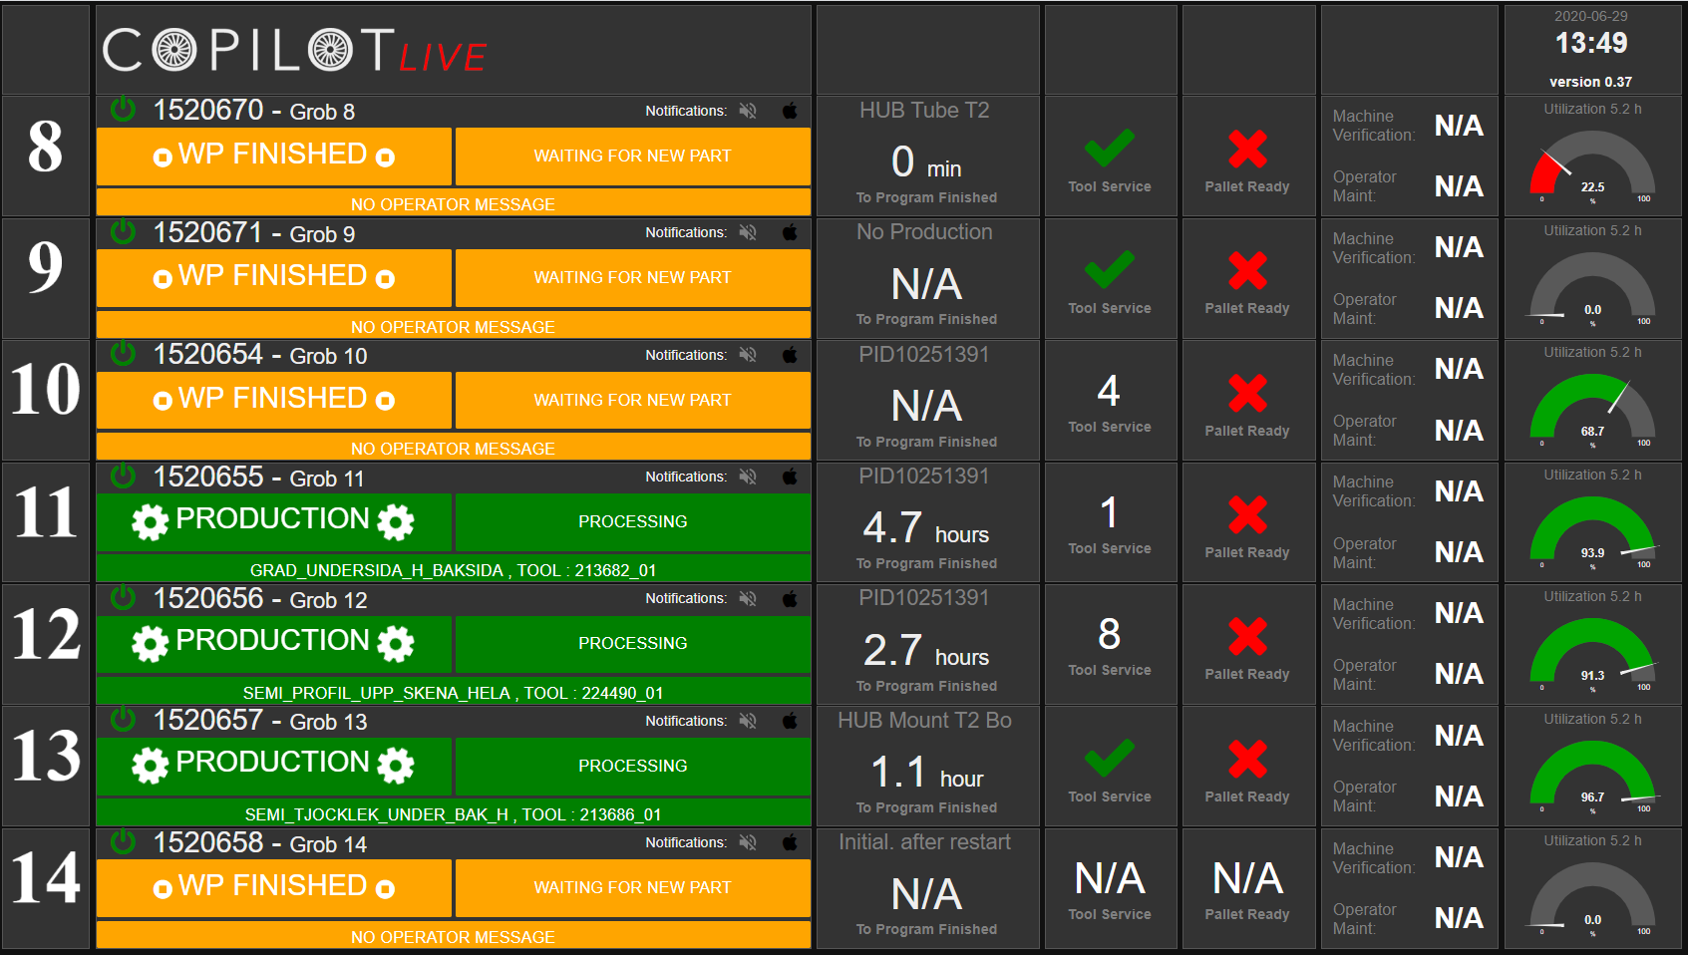 COPILOT LIVE
2020-06-29
13:49
version 0.37
8
1520670 - Grob 8
Notifications:
WP FINISHED
WAITING FOR NEW PART
NO OPERATOR MESSAGE
HUB Tube T2
0 min
To Program Finished
Tool Service
Pallet Ready
Machine
Verification: N/A
Operator
Maint: N/A
Utilization 5.2 h
22.5
%
0 100
9
1520671 - Grob 9
Notifications:
WP FINISHED
WAITING FOR NEW PART
NO OPERATOR MESSAGE
No Production
N/A
To Program Finished
Tool Service
Pallet Ready
Machine
Verification: N/A
Operator
Maint: N/A
Utilization 5.2 h
0.0
%
0 100
10
1520654 - Grob 10
Notifications:
WP FINISHED
WAITING FOR NEW PART
NO OPERATOR MESSAGE
PID10251391
N/A
To Program Finished
4
Tool Service
Pallet Ready
Machine
Verification: N/A
Operator
Maint: N/A
Utilization 5.2 h
68.7
%
0 100
11
1520655 - Grob 11
Notifications:
PRODUCTION
PROCESSING
GRAD_UNDERSIDA_H_BAKSIDA , TOOL : 213682_01
PID10251391
4.7 hours
To Program Finished
1
Tool Service
Pallet Ready
Machine
Verification: N/A
Operator
Maint: N/A
Utilization 5.2 h
93.9
%
0 100
12
1520656 - Grob 12
Notifications:
PRODUCTION
PROCESSING
SEMI_PROFIL_UPP_SKENA_HELA , TOOL : 224490_01
PID10251391
2.7 hours
To Program Finished
8
Tool Service
Pallet Ready
Machine
Verification: N/A
Operator
Maint: N/A
Utilization 5.2 h
91.3
%
0 100
13
1520657 - Grob 13
Notifications:
PRODUCTION
PROCESSING
SEMI_TJOCKLEK_UNDER_BAK_H , TOOL : 213686_01
HUB Mount T2 Bo
1.1 hour
To Program Finished
Tool Service
Pallet Ready
Machine
Verification: N/A
Operator
Maint: N/A
Utilization 5.2 h
96.7
%
0 100
14
1520658 - Grob 14
Notifications:
WP FINISHED
WAITING FOR NEW PART
NO OPERATOR MESSAGE
Initial. after restart
N/A
To Program Finished
N/A
Tool Service
N/A
Pallet Ready
Machine
Verification: N/A
Operator
Maint: N/A
Utilization 5.2 h
0.0
%
0 100